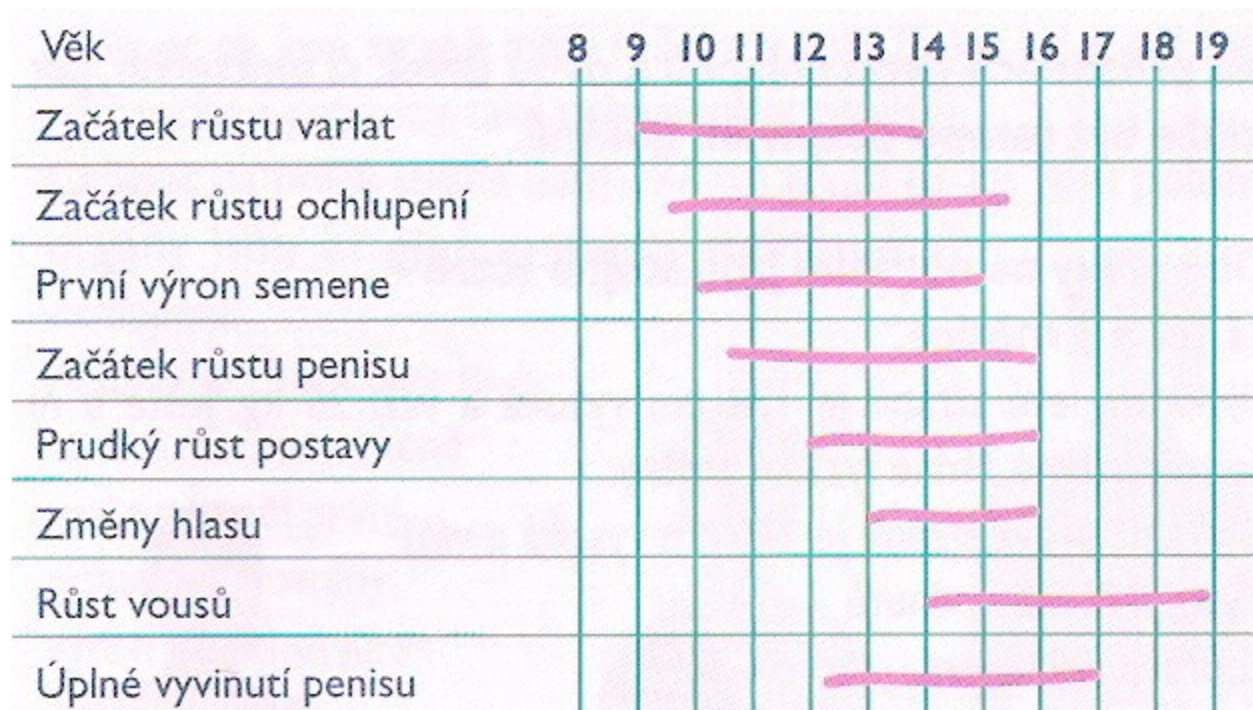 Věk 8 9 10 11 12 13 14 15 16 17 18 19
Začátek růstu varlat
Začátek růstu ochlupení
První výron semene
Začátek růstu penisu
Prudký růst postavy
Změny hlasu
Růst vousů
Úplné vyvinutí penisu